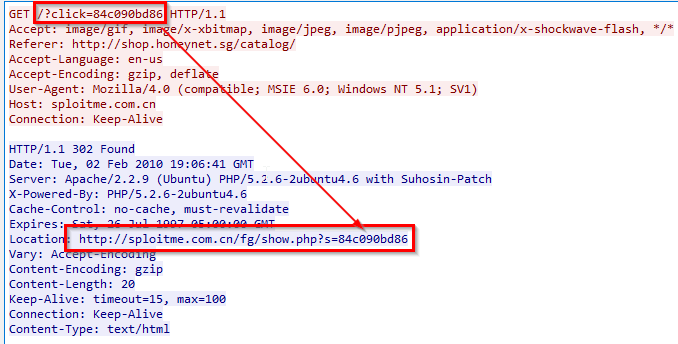 GET /?click=84c090bd86 HTTP/1.1
Accept: image/gif, image/x-xbitmap, image/jpeg, image/pjpeg, application/x-shockwave-flash, */*
Referer: http://shop.honeynet.sg/catalog/
Accept-Language: en-us
Accept-Encoding: gzip, deflate
User-Agent: Mozilla/4.0 (compatible; MSIE 6.0; Windows NT 5.1; SV1)
Host: sploitme.com.cn
Connection: Keep-Alive

HTTP/1.1 302 Found
Date: Tue, 02 Feb 2010 19:06:41 GMT
Server: Apache/2.2.9 (Ubuntu) PHP/5.2.6-2ubuntu4.6 with Suhosin-Patch
X-Powered-By: PHP/5.2.6-2ubuntu4.6
Cache-Control: no-cache, must-revalidate
Expires: Sat, 26 Jul 1997 05:00:00 GMT
Location: http://sploitme.com.cn/fg/show.php?s=84c090bd86
Vary: Accept-Encoding
Content-Encoding: gzip
Content-Length: 20
Keep-Alive: timeout=15, max=100
Connection: Keep-Alive
Content-Type: text/html